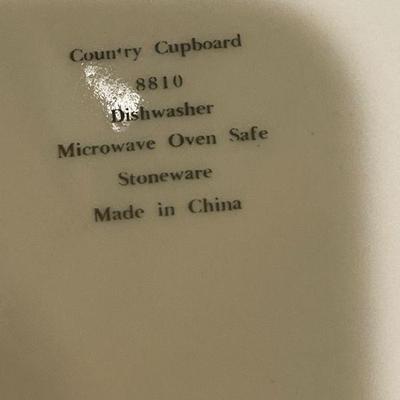 Country Cupboard
8810
Dishwasher
Microwave Oven Safe
Stoneware
Made in China